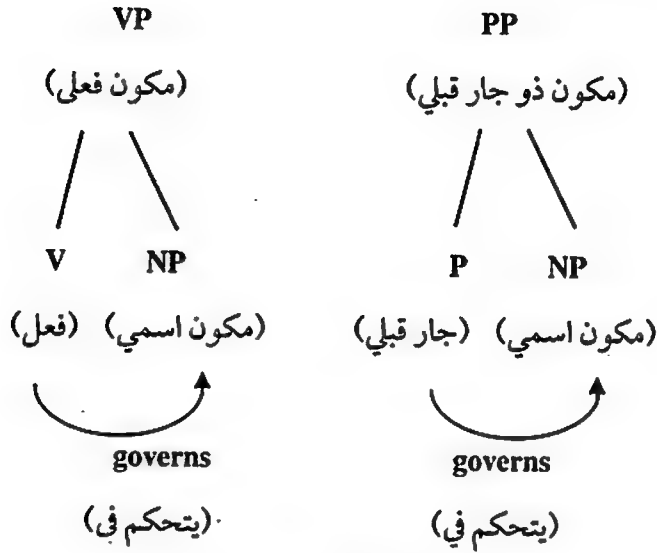 VP PP
(مكون فعلى) (مكون ذو جار قبلي)
V NP P NP
(فعل) (مكون اسمي) (جار قبلي) (مكون اسمي)
governs governs
(يتحكم في) (يتحكم في)